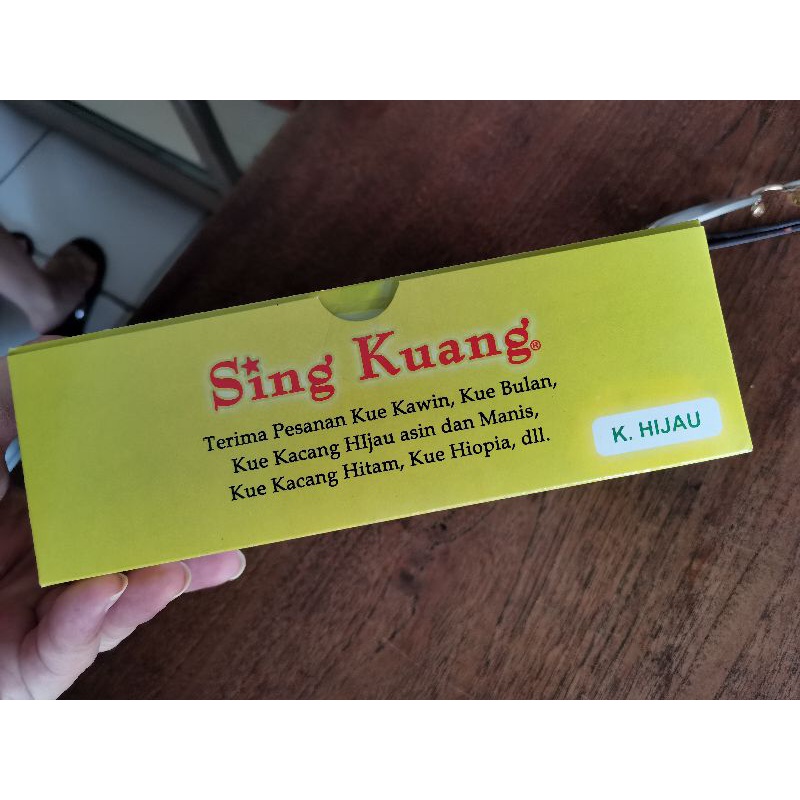 Sing Kuang®
Terima Pesanan Kue Kawin, Kue Bulan,
Kue Kacang HIjau asin dan Manis,
Kue Kacang Hitam, Kue Hiopia, dll.
K. HIJAU